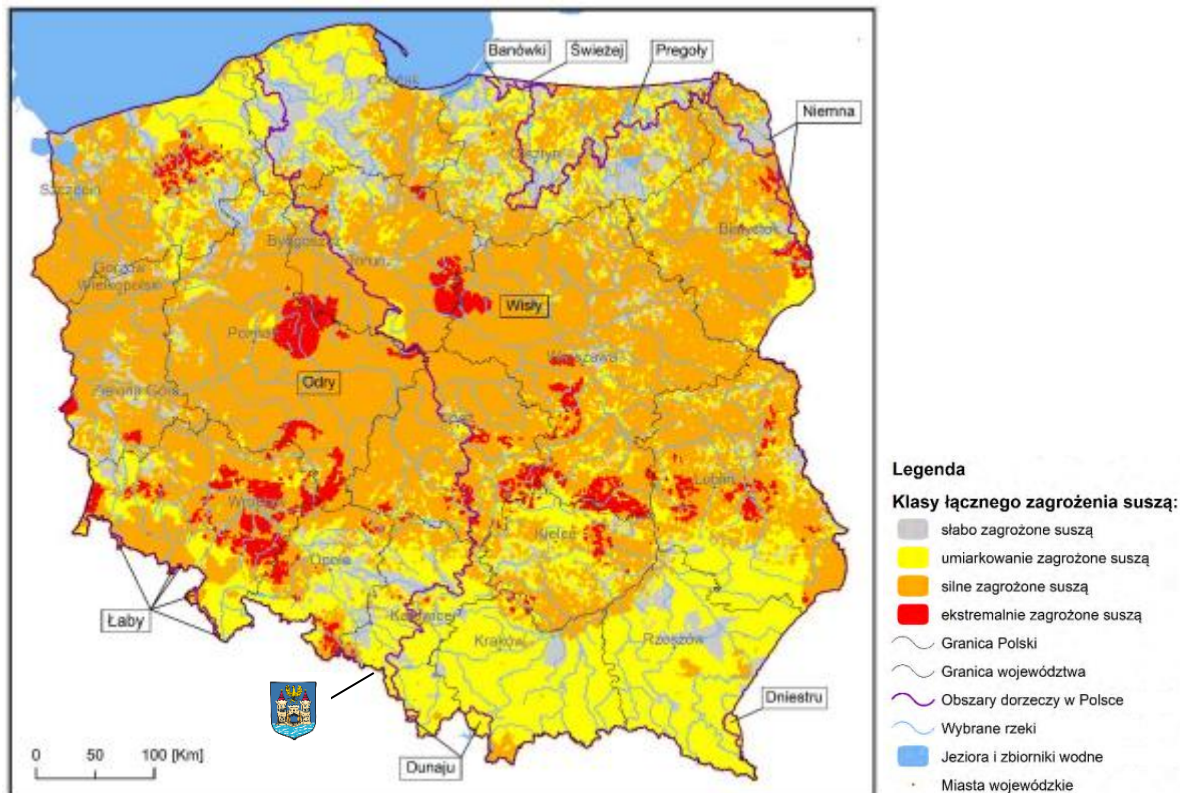 Banówki
Świeżej
Pregoły
Niemna
Gdańsk
Olsztyn
Szczecin
Białystok
Bydgoszcz
Toruń
Gorzów
Wielkopolski
Wisły
Poznań
Warszawa
Odry
Zielona Góra
Łódź
Wrocław
Lublin
Kielce
Opole
Łaby
Katowice
Kraków
Rzeszów
Dniestru
Dunaju
0 50 100 [Km]
Legenda
Klasy łącznego zagrożenia suszą:
słabo zagrożone suszą
umiarkowanie zagrożone suszą
silne zagrożone suszą
ekstremalnie zagrożone suszą
Granica Polski
Granica województwa
Obszary dorzeczy w Polsce
Wybrane rzeki
Jeziora i zbiorniki wodne
Miasta wojewódzkie